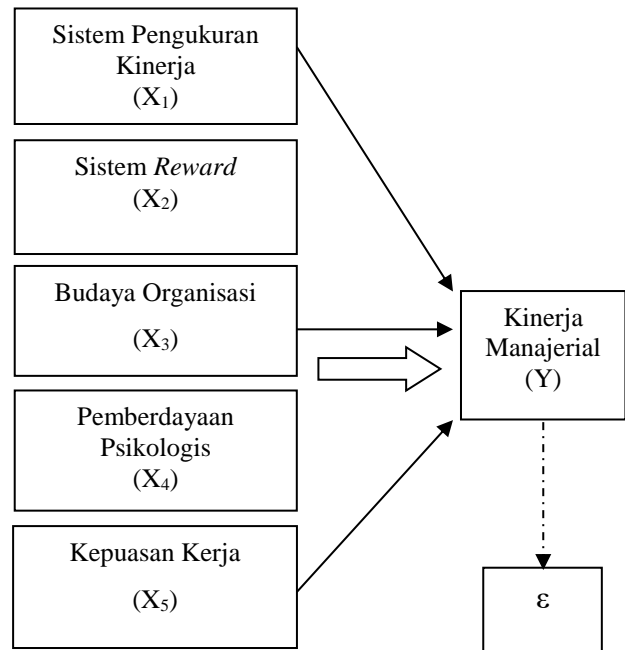 Sistem Pengukuran
Kinerja
(X₁)
Sistem Reward
(X₂)
Budaya Organisasi
(X₃)
Pemberdayaan
Psikologis
(X₄)
Kepuasan Kerja
(X₅)
Kinerja
Manajerial
(Y)
ε